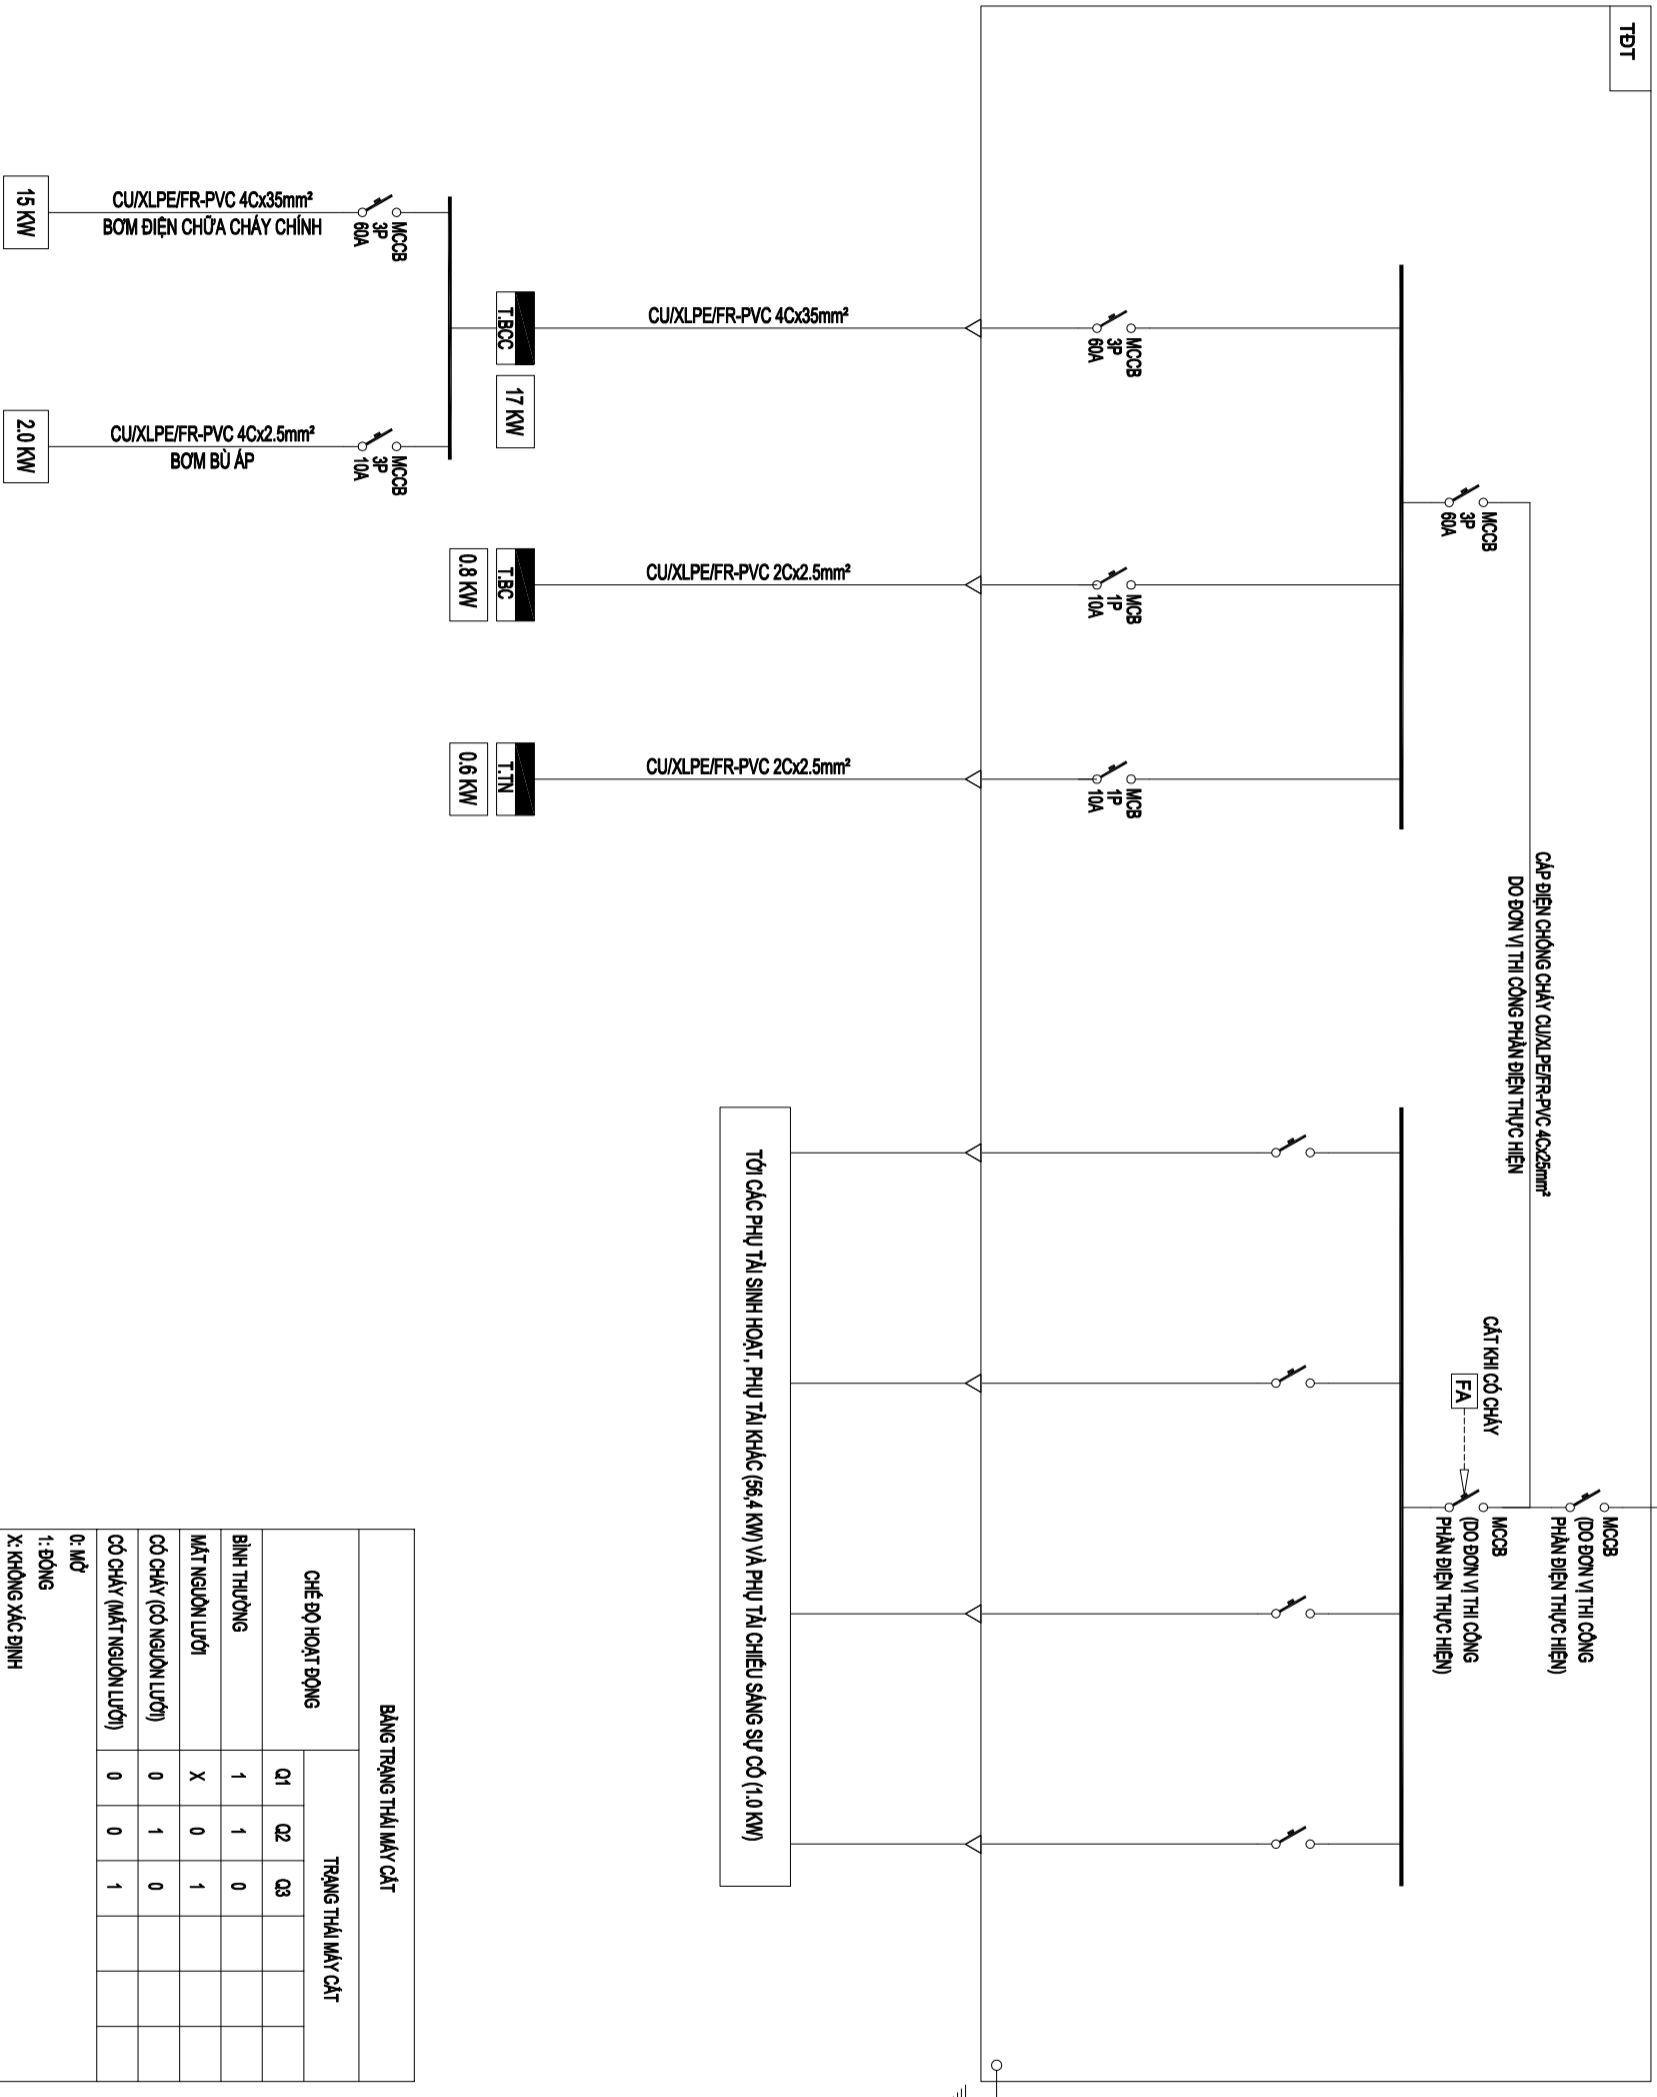 TĐT
MCCB
(DO ĐƠN VỊ THI CÔNG
PHẦN ĐIỆN THỰC HIỆN)
CÁP ĐIỆN CHỐNG CHÁY CU/XLPE/FR-PVC 4Cx25mm²
DO ĐƠN VỊ THI CÔNG PHẦN ĐIỆN THỰC HIỆN
MCCB
3P
60A
CẮT KHI CÓ CHÁY
FA
MCCB
(DO ĐƠN VỊ THI CÔNG
PHẦN ĐIỆN THỰC HIỆN)
MCCB
3P
60A
MCB
1P
10A
MCB
1P
10A
CU/XLPE/FR-PVC 4Cx35mm²
CU/XLPE/FR-PVC 2Cx2.5mm²
CU/XLPE/FR-PVC 2Cx2.5mm²
TỚI CÁC PHỤ TẢI SINH HOẠT, PHỤ TẢI KHÁC (56,4 KW) VÀ PHỤ TẢI CHIẾU SÁNG SỰ CỐ (1.0 KW)
T.BCC
17 KW
T.BC
0.8 KW
T.TN
0.6 KW
MCCB
3P
60A
MCCB
3P
10A
CU/XLPE/FR-PVC 4Cx35mm²
BƠM ĐIỆN CHỮA CHÁY CHÍNH
CU/XLPE/FR-PVC 4Cx2.5mm²
BƠM BÙ ÁP
15 KW
2.0 KW
BẢNG TRẠNG THÁI MÁY CẮT
CHẾ ĐỘ HOẠT ĐỘNG
TRẠNG THÁI MÁY CẮT
Q1 Q2 Q3
BÌNH THƯỜNG 1 1 0
MẤT NGUỒN LƯỚI X 0 1
CÓ CHÁY (CÓ NGUỒN LƯỚI) 0 1 0
CÓ CHÁY (MẤT NGUỒN LƯỚI) 0 0 1
0: MỞ
1: ĐÓNG
X: KHÔNG XÁC ĐỊNH